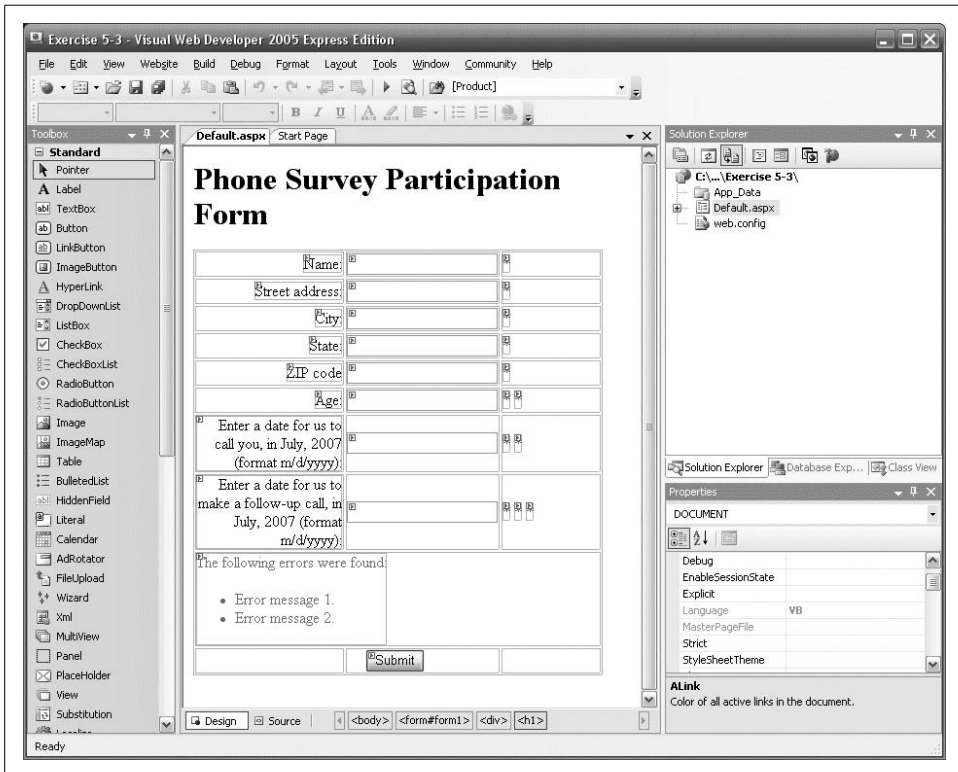 Exercise 5-3 - Visual Web Developer 2005 Express Edition
File Edit View Website Build Debug Format Layout Tools Window Community Help
[Product]
B I U A
Toolbox
Standard
Pointer
A Label
abl TextBox
ab Button
ab LinkButton
ImageButton
A HyperLink
DropDownList
ListBox
CheckBox
CheckBoxList
RadioButton
RadioButtonList
Image
ImageMap
Table
BulletedList
abl HiddenField
Literal
Calendar
AdRotator
FileUpload
Wizard
Xml
MultiView
Panel
PlaceHolder
View
Substitution
Default.aspx Start Page
Phone Survey Participation
Form
Name:
Street address:
City:
State:
ZIP code
Age:
Enter a date for us to
call you, in July, 2007
(format m/d/yyyy):
Enter a date for us to
make a follow-up call, in
July, 2007 (format
m/d/yyyy):
The following errors were found:
• Error message 1.
• Error message 2.
Submit
Design Source <body> <form#form1> <div> <h1>
Solution Explorer
C:\...\Exercise 5-3\
App_Data
Default.aspx
web.config
Solution Explorer Database Exp... Class View
Properties
DOCUMENT
Debug
EnableSessionState
Explicit
Language VB
MasterPageFile
Strict
StyleSheetTheme
ALink
Color of all active links in the document.
Ready